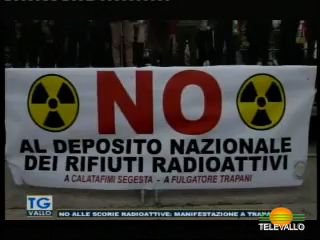 NO
AL DEPOSITO NAZIONALE
DEI RIFIUTI RADIOATTIVI
A CALATAFIMI SEGESTA - A FULGATORE TRAPANI
TG
VALLO
NO ALLE SCORIE RADIOATTIVE: MANIFESTAZIONE A TRAPANI
TELEVALLO